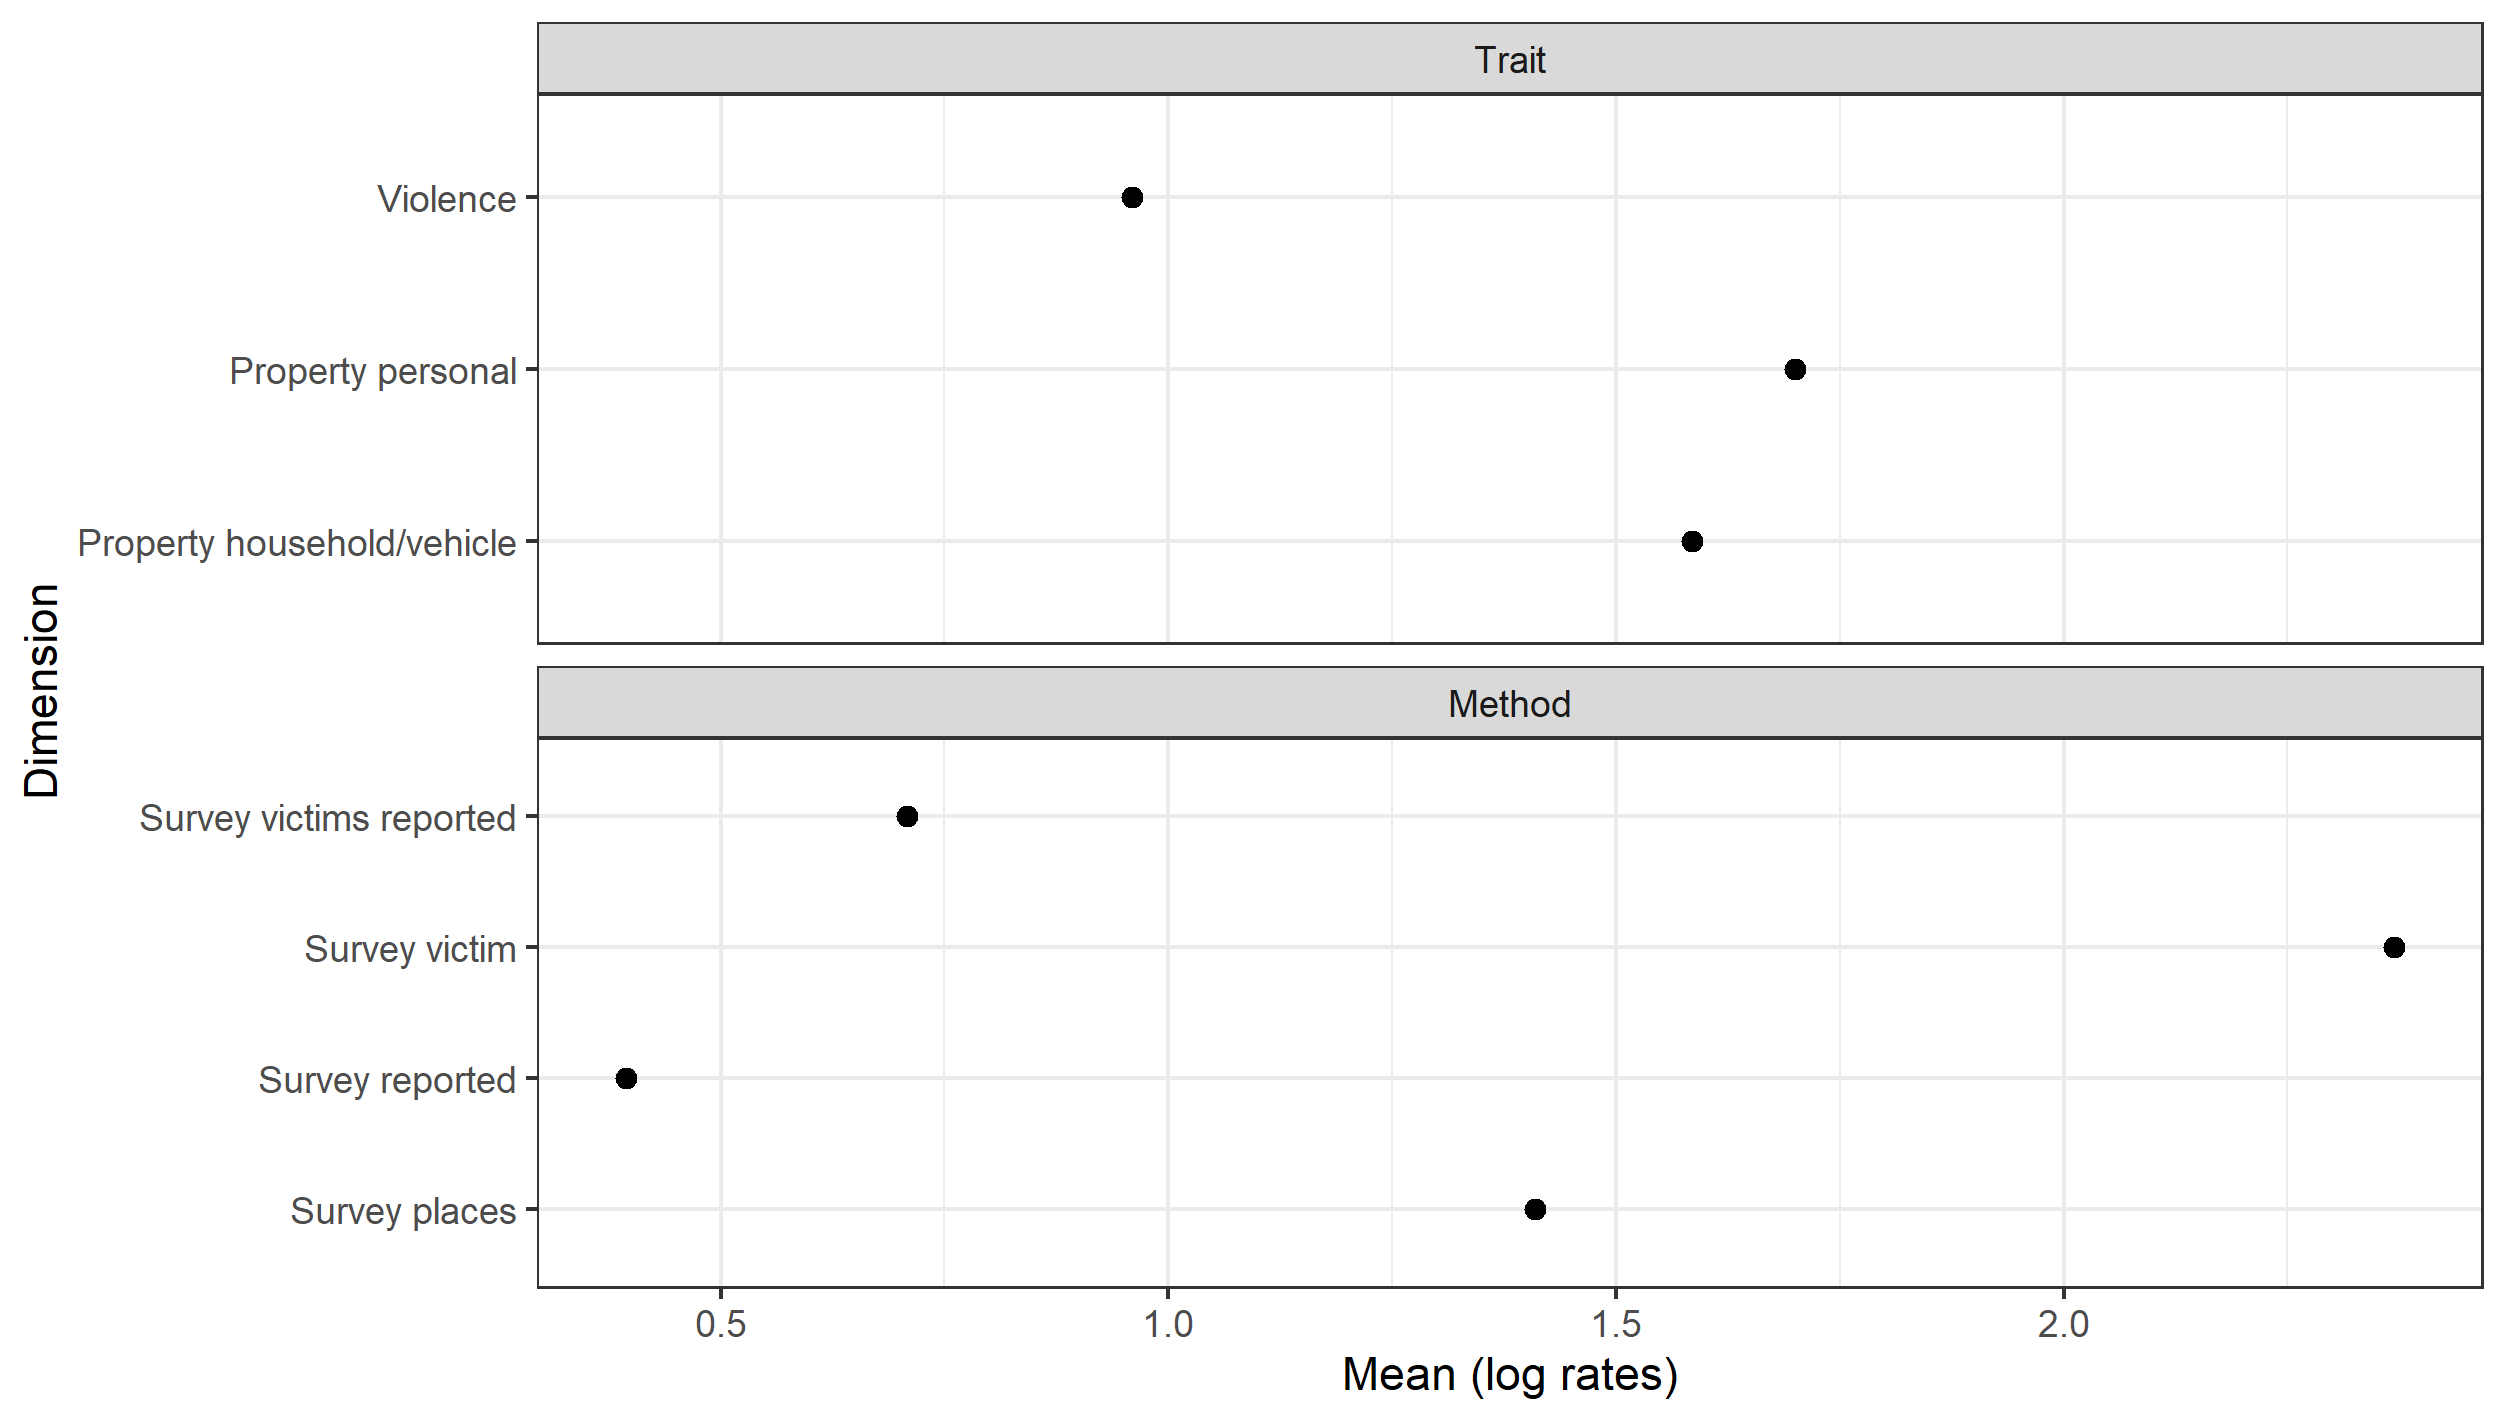 Trait
Violence
Property personal
Property household/vehicle
Dimension
Method
Survey victims reported
Survey victim
Survey reported
Survey places
0.5 1.0 1.5 2.0
Mean (log rates)